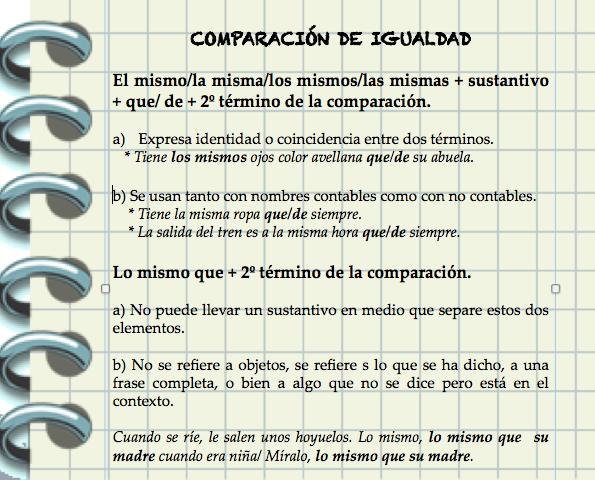 COMPARACIÓN DE IGUALDAD
El mismo/la misma/los mismos/las mismas + sustantivo
+ que/ de + 2º término de la comparación.
a) Expresa identidad o coincidencia entre dos términos.
* Tiene los mismos ojos color avellana que/de su abuela.
b) Se usan tanto con nombres contables como con no contables.
* Tiene la misma ropa que/de siempre.
* La salida del tren es a la misma hora que/de siempre.
Lo mismo que + 2º término de la comparación.
a) No puede llevar un sustantivo en medio que separe estos dos
elementos.
b) No se refiere a objetos, se refiere s lo que se ha dicho, a una
frase completa, o bien a algo que no se dice pero está en el
contexto.
Cuando se ríe, le salen unos hoyuelos. Lo mismo, lo mismo que su
madre cuando era niña/ Míralo, lo mismo que su madre.